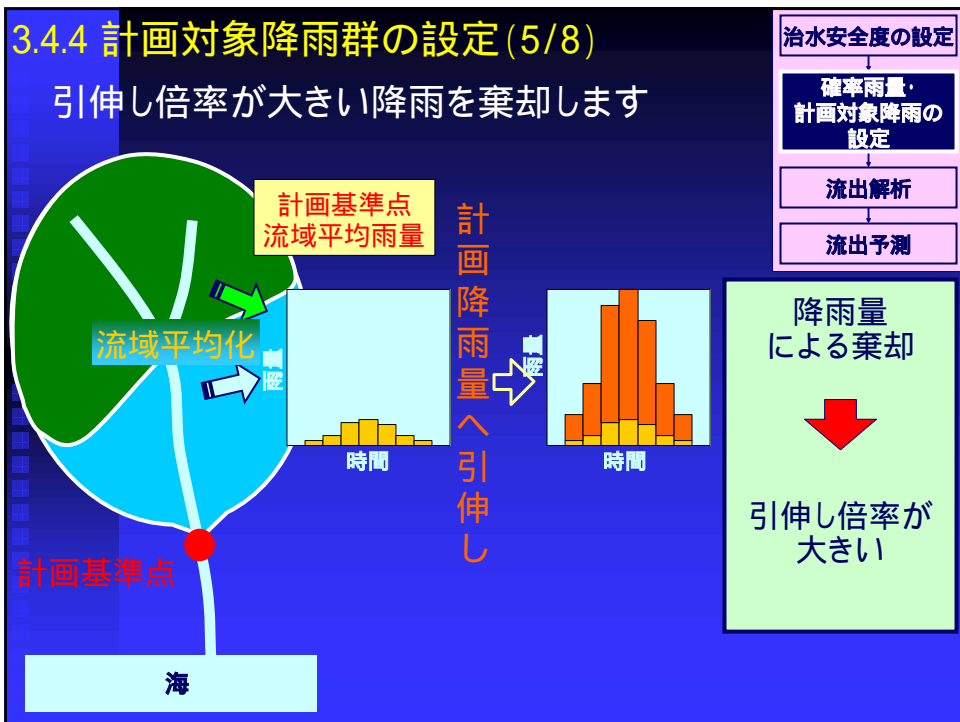 3.4.4 計画対象降雨群の設定(5/8)
引伸し倍率が大きい降雨を棄却します
治水安全度の設定
確率雨量・
計画対象降雨の
設定
流出解析
流出予測
計画基準点
流域平均雨量
流域平均化
雨量
時間
計画降雨量へ引伸し
雨量
時間
降雨量
による棄却
引伸し倍率が
大きい
計画基準点
海